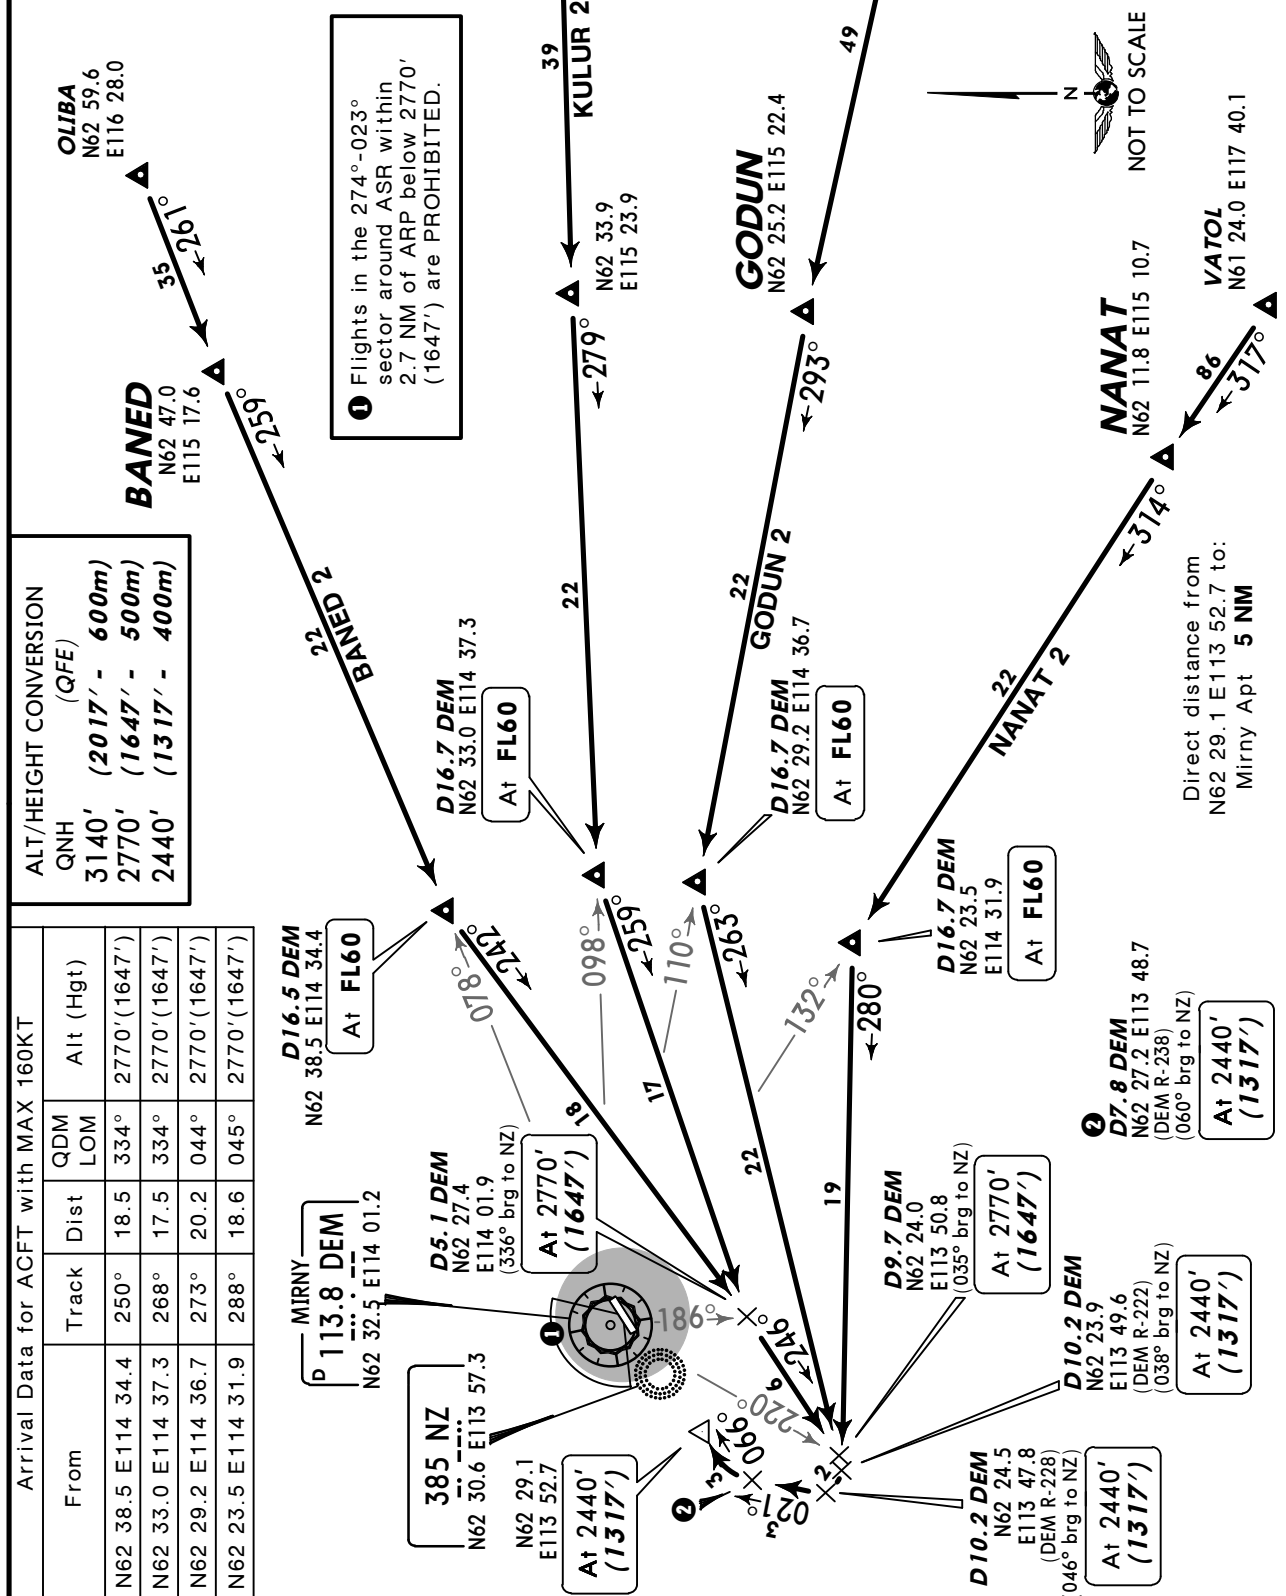 Arrival Data for ACFT with MAX 160KT
From Track Dist QDM LOM Alt (Hgt)
N62 38.5 E114 34.4 250° 18.5 334° 2770'(1647')
N62 33.0 E114 37.3 268° 17.5 334° 2770'(1647')
N62 29.2 E114 36.7 273° 20.2 044° 2770'(1647')
N62 23.5 E114 31.9 288° 18.6 045° 2770'(1647')
ALT/HEIGHT CONVERSION
QNH (QFE)
3140' (2017' - 600m)
2770' (1647' - 500m)
2440' (1317' - 400m)
OLIBA
N62 59.6
E116 28.0
35
←261°
BANED
N62 47.0
E115 17.6
←259°
22
BANED 2
❶ Flights in the 274°-023°
sector around ASR within
2.7 NM of ARP below 2770'
(1647') are PROHIBITED.
39
KULUR 2
N62 33.9
E115 23.9
←279°
22
49
GODUN
N62 25.2 E115 22.4
←293°
22
GODUN 2
N
NOT TO SCALE
VATOL
N61 24.0 E117 40.1
86
←317°
NANAT
N62 11.8 E115 10.7
←314°
22
NANAT 2
Direct distance from
N62 29.1 E113 52.7 to:
Mirny Apt 5 NM
D16.5 DEM
N62 38.5 E114 34.4
At FL60
D16.7 DEM
N62 33.0 E114 37.3
At FL60
D16.7 DEM
N62 29.2 E114 36.7
At FL60
D16.7 DEM
N62 23.5
E114 31.9
At FL60
078°
←242°
18
098°
←259°
17
110°
←263°
22
132°
←280°
19
MIRNY
D 113.8 DEM
N62 32.5 E114 01.2
385 NZ
N62 30.6 E113 57.3
❶
D5.1 DEM
N62 27.4
E114 01.9
(336° brg to NZ)
At 2770'
(1647')
186°
←246°
6
220°
D9.7 DEM
N62 24.0
E113 50.8
(035° brg to NZ)
At 2770'
(1647')
D10.2 DEM
N62 23.9
E113 49.6
(DEM R-222)
(038° brg to NZ)
At 2440'
(1317')
2
D10.2 DEM
N62 24.5
E113 47.8
(DEM R-228)
(046° brg to NZ)
At 2440'
(1317')
021°
3
❷
❷
D7.8 DEM
N62 27.2 E113 48.7
(DEM R-238)
(060° brg to NZ)
At 2440'
(1317')
066°
3
N62 29.1
E113 52.7
At 2440'
(1317')